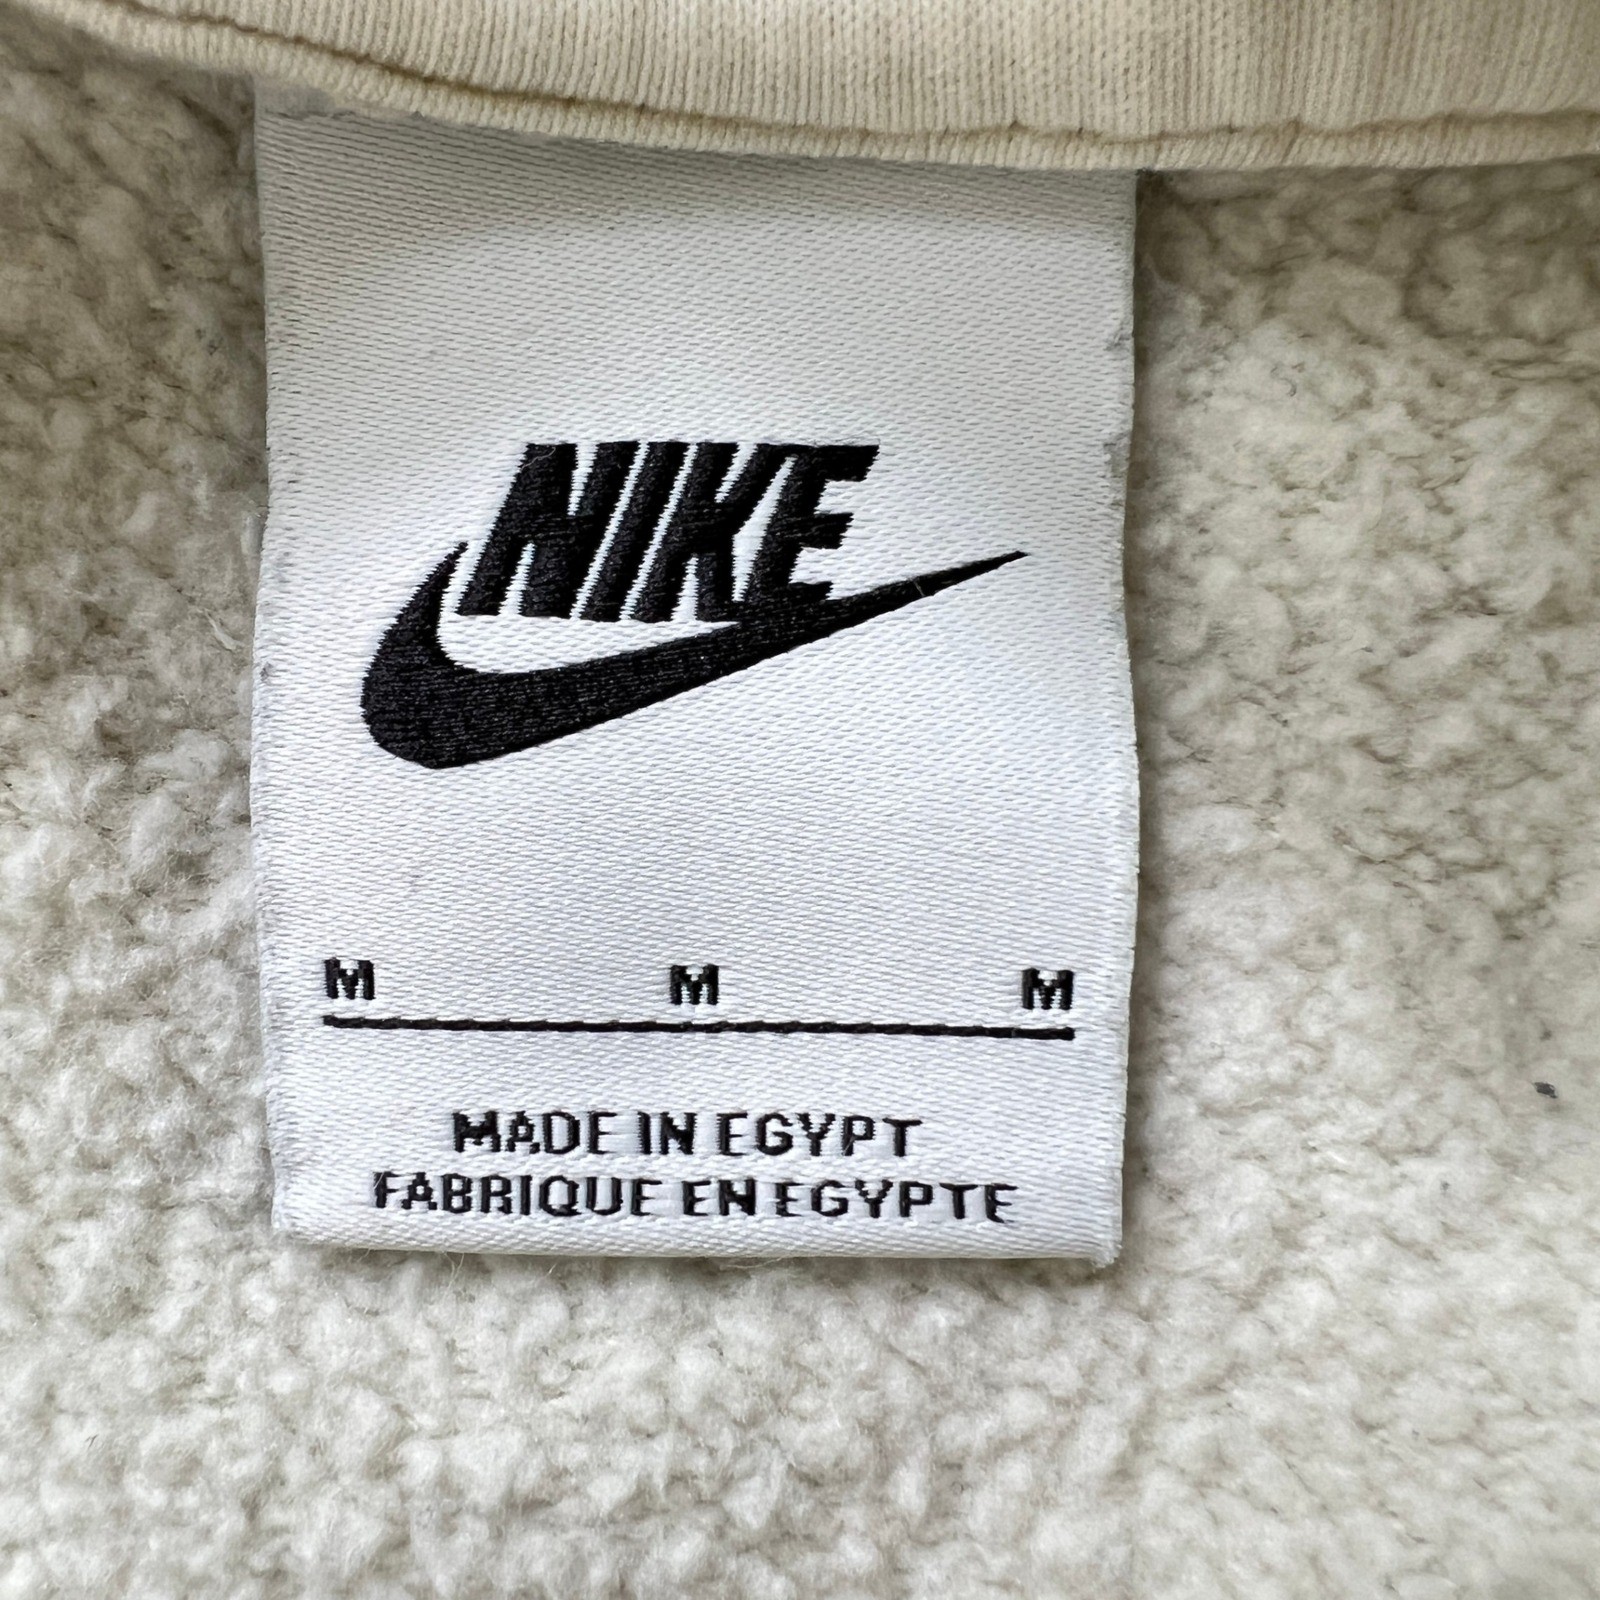 NIKE
M M M
MADE IN EGYPT
FABRIQUE EN EGYPTE